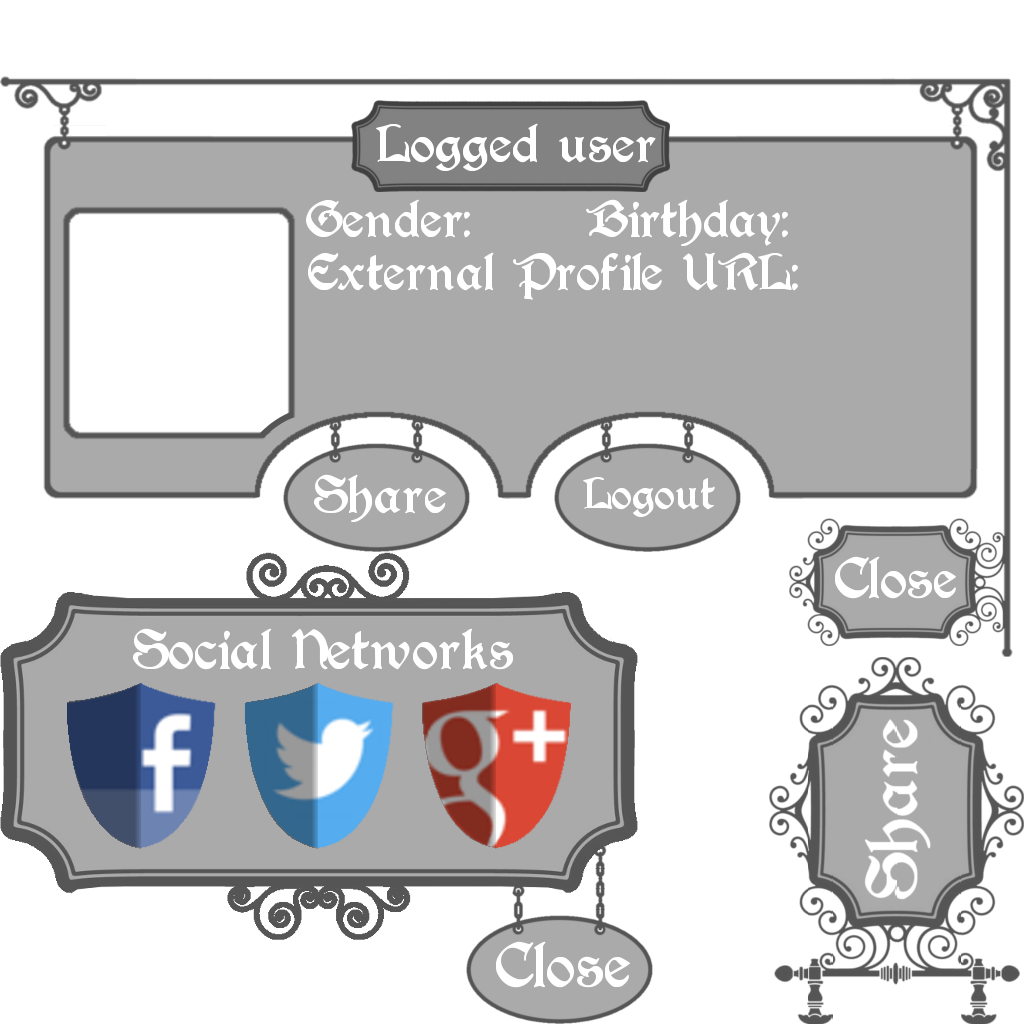 Logged user
Gender: Birthday:
External Profile URL:
Share
Logout
Close
Social Networks
f
g+
Close
Share